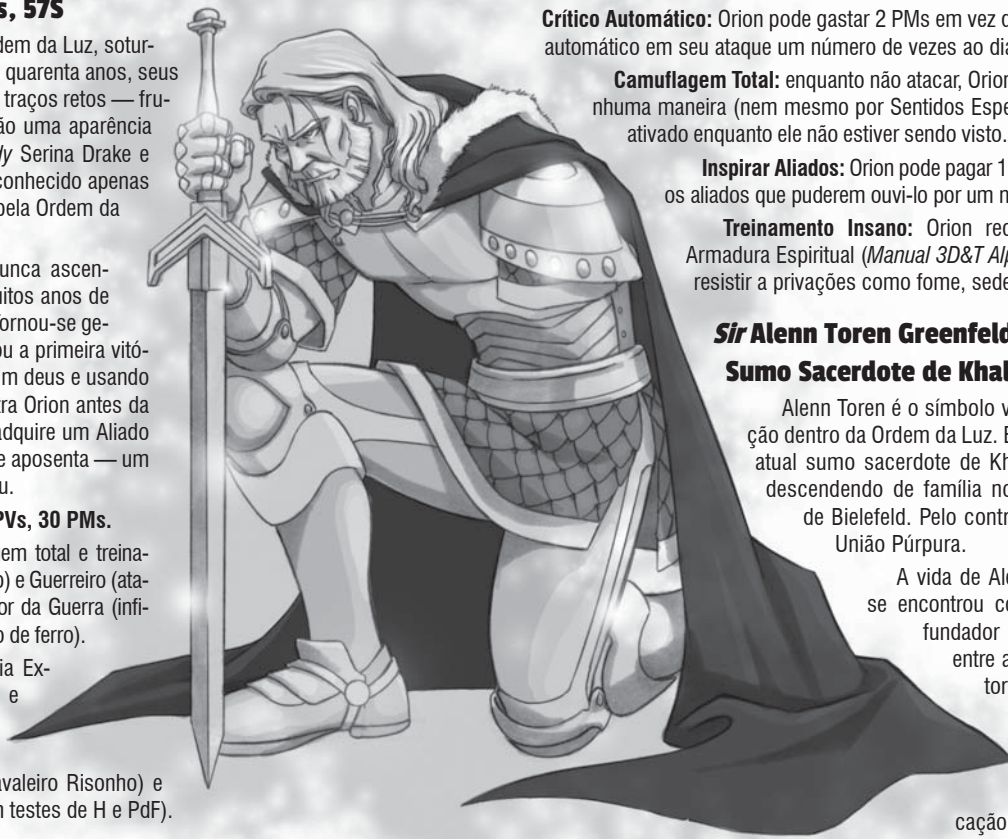 s, 57S
dem da Luz, sotur-
quarenta anos, seus
traços retos — fru-
ão uma aparência
dy Serina Drake e
conhecido apenas
pela Ordem da
unca ascen-
uitos anos de
Tornou-se ge-
ou a primeira vitó-
m deus e usando
tra Orion antes da
adquire um Aliado
e aposenta — um
u.
PVs, 30 PMs.
em total e treina-
o) e Guerreiro (ata-
or da Guerra (infi-
o de ferro).
ia Ex-
e
avaleiro Risonho) e
m testes de H e PdF).
Crítico Automático: Orion pode gastar 2 PMs em vez d
automático em seu ataque um número de vezes ao dia
Camuflagem Total: enquanto não atacar, Orion
nhuma maneira (nem mesmo por Sentidos Espe
ativado enquanto ele não estiver sendo visto.
Inspirar Aliados: Orion pode pagar 1
os aliados que puderem ouvi-lo por um n
Treinamento Insano: Orion rec
Armadura Espiritual (Manual 3D&T Alp
resistir a privações como fome, sede
Sir Alenn Toren Greenfeld
Sumo Sacerdote de Khal
Alenn Toren é o símbolo v
ção dentro da Ordem da Luz. E
atual sumo sacerdote de Kh
descendendo de família no
de Bielefeld. Pelo contr
União Púrpura.
A vida de Ale
se encontrou co
fundador
entre a
tor
cação